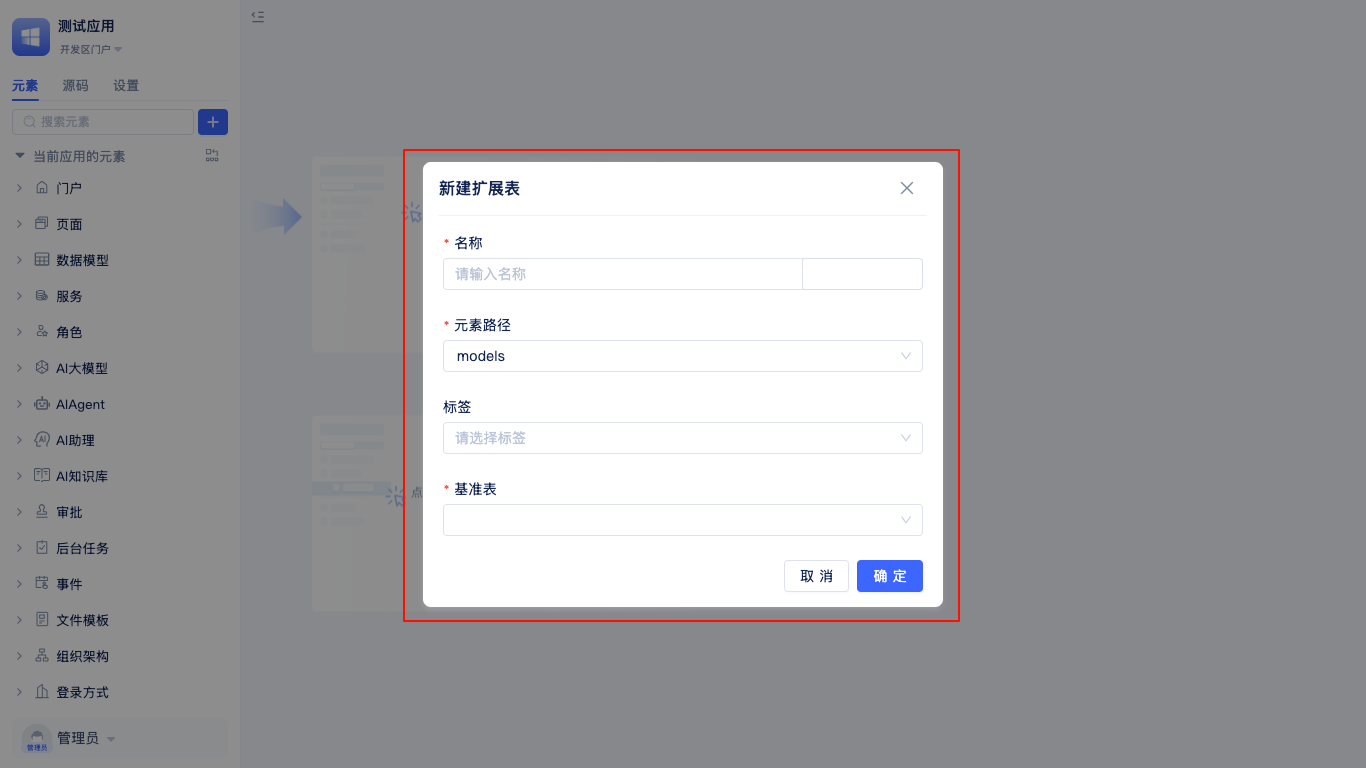 测试应用
开发区门户
元素 源码 设置
搜索元素
当前应用的元素
门户
页面
数据模型
服务
角色
AI大模型
AIAgent
AI助理
AI知识库
审批
后台任务
事件
文件模板
组织架构
登录方式
管理员
管理员
点
新建扩展表
* 名称
请输入名称
* 元素路径
models
标签
请选择标签
* 基准表
取 消 确 定